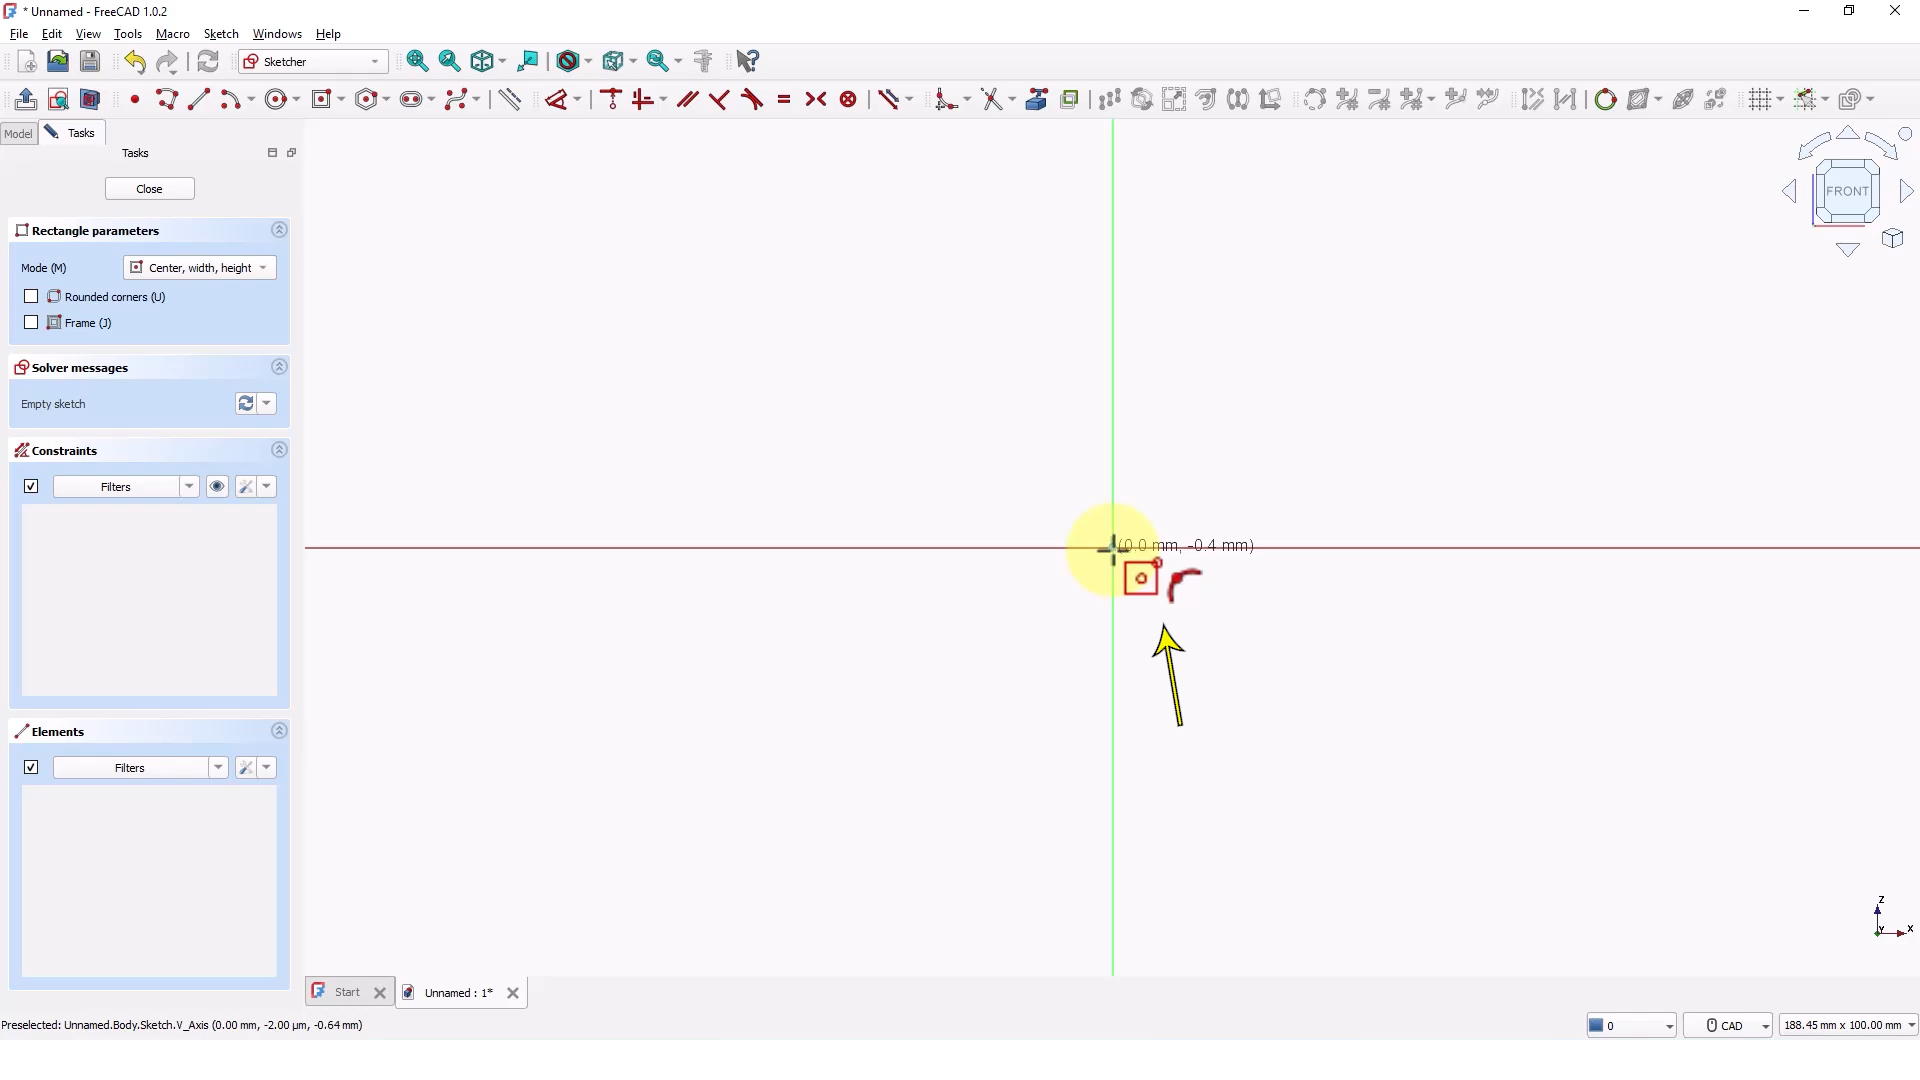 * Unnamed - FreeCAD 1.0.2
File Edit View Tools Macro Sketch Windows Help
Sketcher
Model Tasks
Tasks
Close
Rectangle parameters
Mode (M) Center, width, height
Rounded corners (U)
Frame (J)
Solver messages
Empty sketch
Constraints
Filters
Elements
Filters
(0.0 mm, -0.4 mm)
FRONT
Z
Y
X
Start Unnamed : 1*
Preselected: Unnamed.Body.Sketch.V_Axis (0.00 mm, -2.00 µm, -0.64 mm)
0 CAD 188.45 mm x 100.00 mm